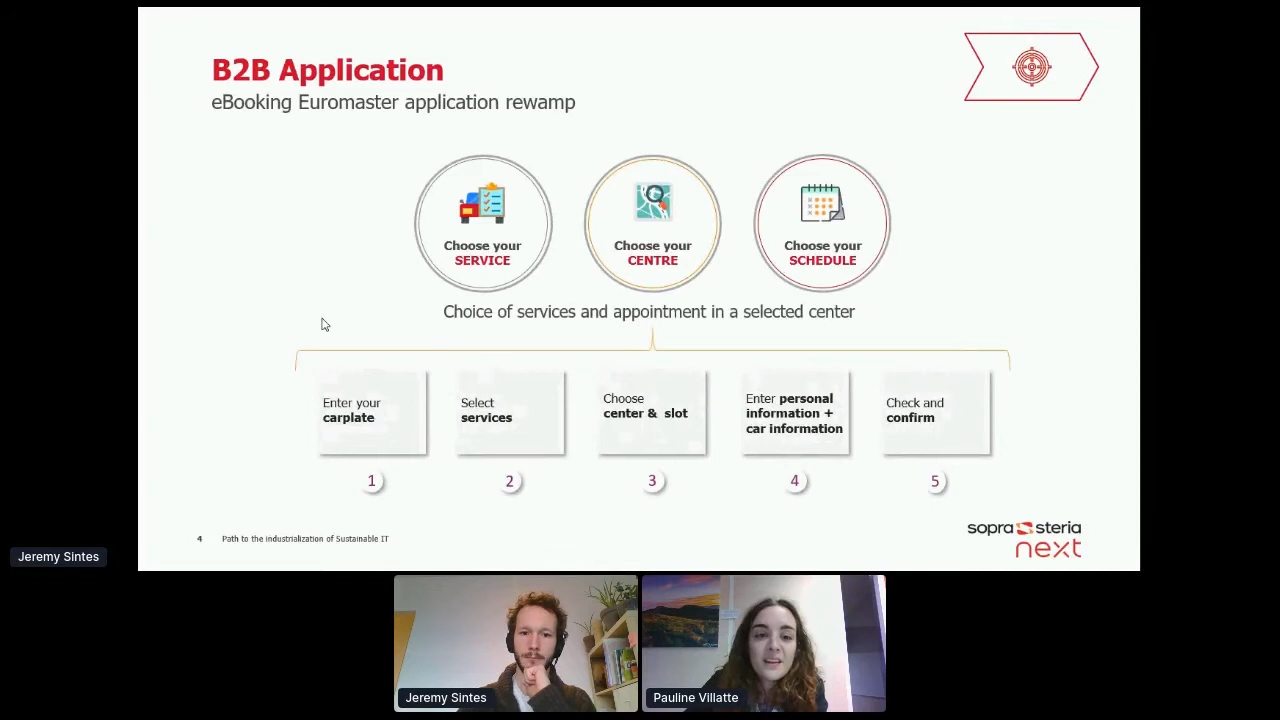 B2B Application
eBooking Euromaster application rewamp
Choose your
SERVICE
Choose your
CENTRE
Choose your
SCHEDULE
Choice of services and appointment in a selected center
Enter your
carplate
Select
services
Choose
center & slot
Enter personal
information +
car information
Check and
confirm
1
2
3
4
5
4 Path to the industrialization of Sustainable IT
sopra steria
next
Jeremy Sintes
Jeremy Sintes
Pauline Villatte